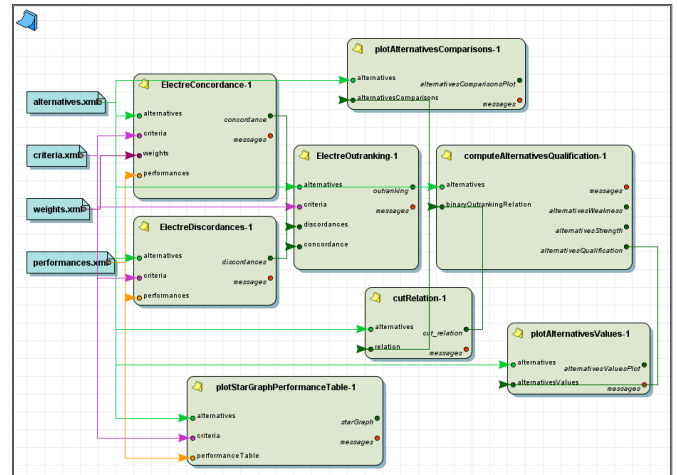 plotAlternativesComparisons-1
alternatives
alternativesComparisonsPlot
alternativesComparisons
messages
ElectreConcordance-1
alternatives
concordance
criteria
messages
weights
performances
alternatives.xml
criteria.xml
weights.xml
performances.xml
ElectreOutranking-1
alternatives
outranking
criteria
messages
discordances
concordance
computeAlternativesQualification-1
alternatives
messages
binaryOutrankingRelation
alternativesWeakness
alternativesStrength
alternativesQualification
ElectreDiscordances-1
alternatives
discordances
criteria
messages
performances
cutRelation-1
alternatives
cut_relation
relation
messages
plotAlternativesValues-1
alternatives
alternativesValuesPlot
alternativesValues
messages
plotStarGraphPerformanceTable-1
alternatives
starGraph
criteria
messages
performanceTable